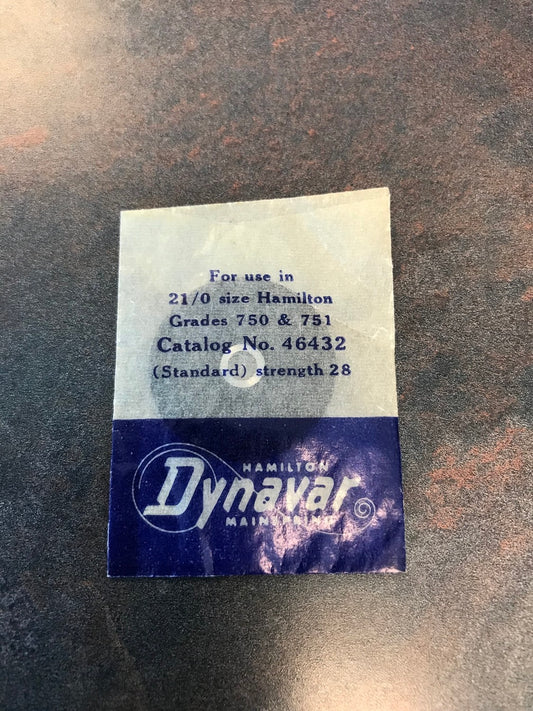 For use in
21/0 size Hamilton
Grades 750 & 751
Catalog No. 46432
(Standard) strength 28
HAMILTON
Dynavar
MAINSPRING